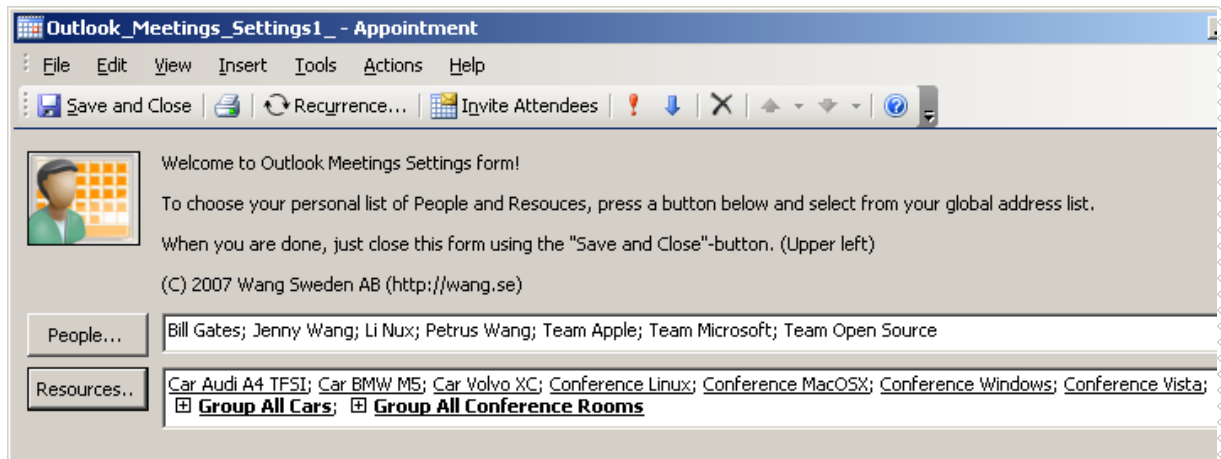 Outlook_Meetings_Settings1_ - Appointment
File Edit View Insert Tools Actions Help
Save and Close Recurrence... Invite Attendees
Welcome to Outlook Meetings Settings form!
To choose your personal list of People and Resouces, press a button below and select from your global address list.
When you are done, just close this form using the "Save and Close"-button. (Upper left)
(C) 2007 Wang Sweden AB (http://wang.se)
People... Bill Gates; Jenny Wang; Li Nux; Petrus Wang; Team Apple; Team Microsoft; Team Open Source
Resources.. Car Audi A4 TFSI; Car BMW M5; Car Volvo XC; Conference Linux; Conference MacOSX; Conference Windows; Conference Vista;
Group All Cars; Group All Conference Rooms